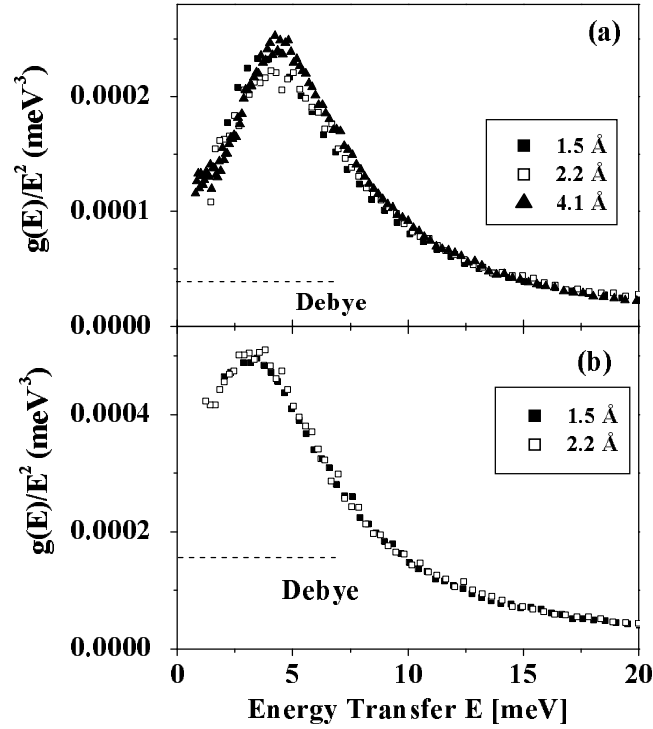 (a)
g(E)/E² (meV³)
0.0002
0.0001
0.0000
1.5 Å
2.2 Å
4.1 Å
Debye
(b)
g(E)/E² (meV³)
0.0004
0.0002
0.0000
1.5 Å
2.2 Å
Debye
0 5 10 15 20
Energy Transfer E [meV]